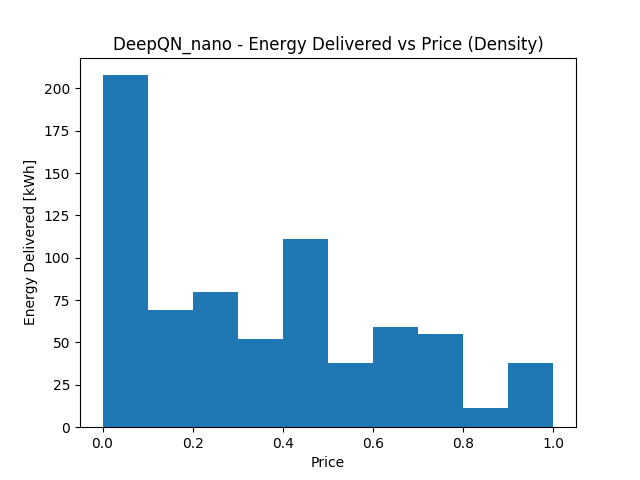 DeepQN_nano - Energy Delivered vs Price (Density)
Energy Delivered [kWh]
200
175
150
125
100
75
50
25
0
0.0 0.2 0.4 0.6 0.8 1.0
Price